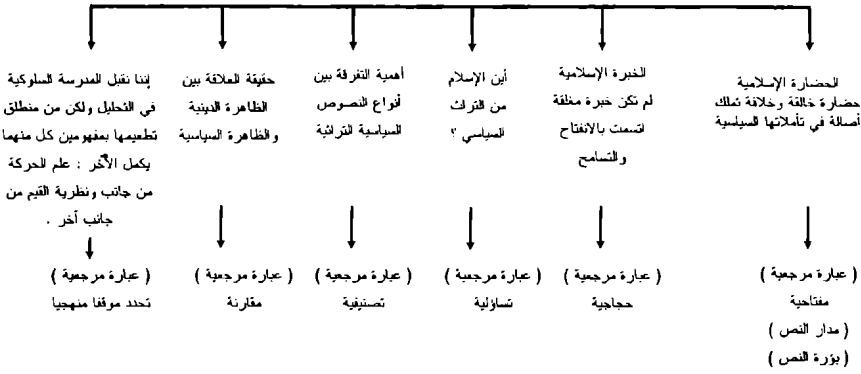 الحضارة الإسلامية
حضارة خالقة وخلافة تملك
أصالة في تأملاتها السياسية
الخبرة الإسلامية
لم تكن خبرة مغلقة
اتسمت بالانفتاح
والتسامح
أين الإسلام
من التراث
السياسي ؟
أهمية التفرقة بين
أنواع النصوص
السياسية التراثية
حقيقة العلاقة بين
الظاهرة الدينية
والظاهرة السياسية
إننا نقبل المدرسة السلوكية
في التحليل ولكن من منطلق
تطعيمها بمفهومين كل منهما
يكمل الآخر : علم الحركة
من جانب ونظرية القيم من
جانب آخر .
( عبارة مرجعية )
مفتاحية
( مدار النص )
( بؤرة النص )
( عبارة مرجعية )
حجاجية
( عبارة مرجعية )
تساؤلية
( عبارة مرجعية )
تصنيفية
( عبارة مرجعية )
مقارنة
( عبارة مرجعية )
تحدد موقفا منهجيا